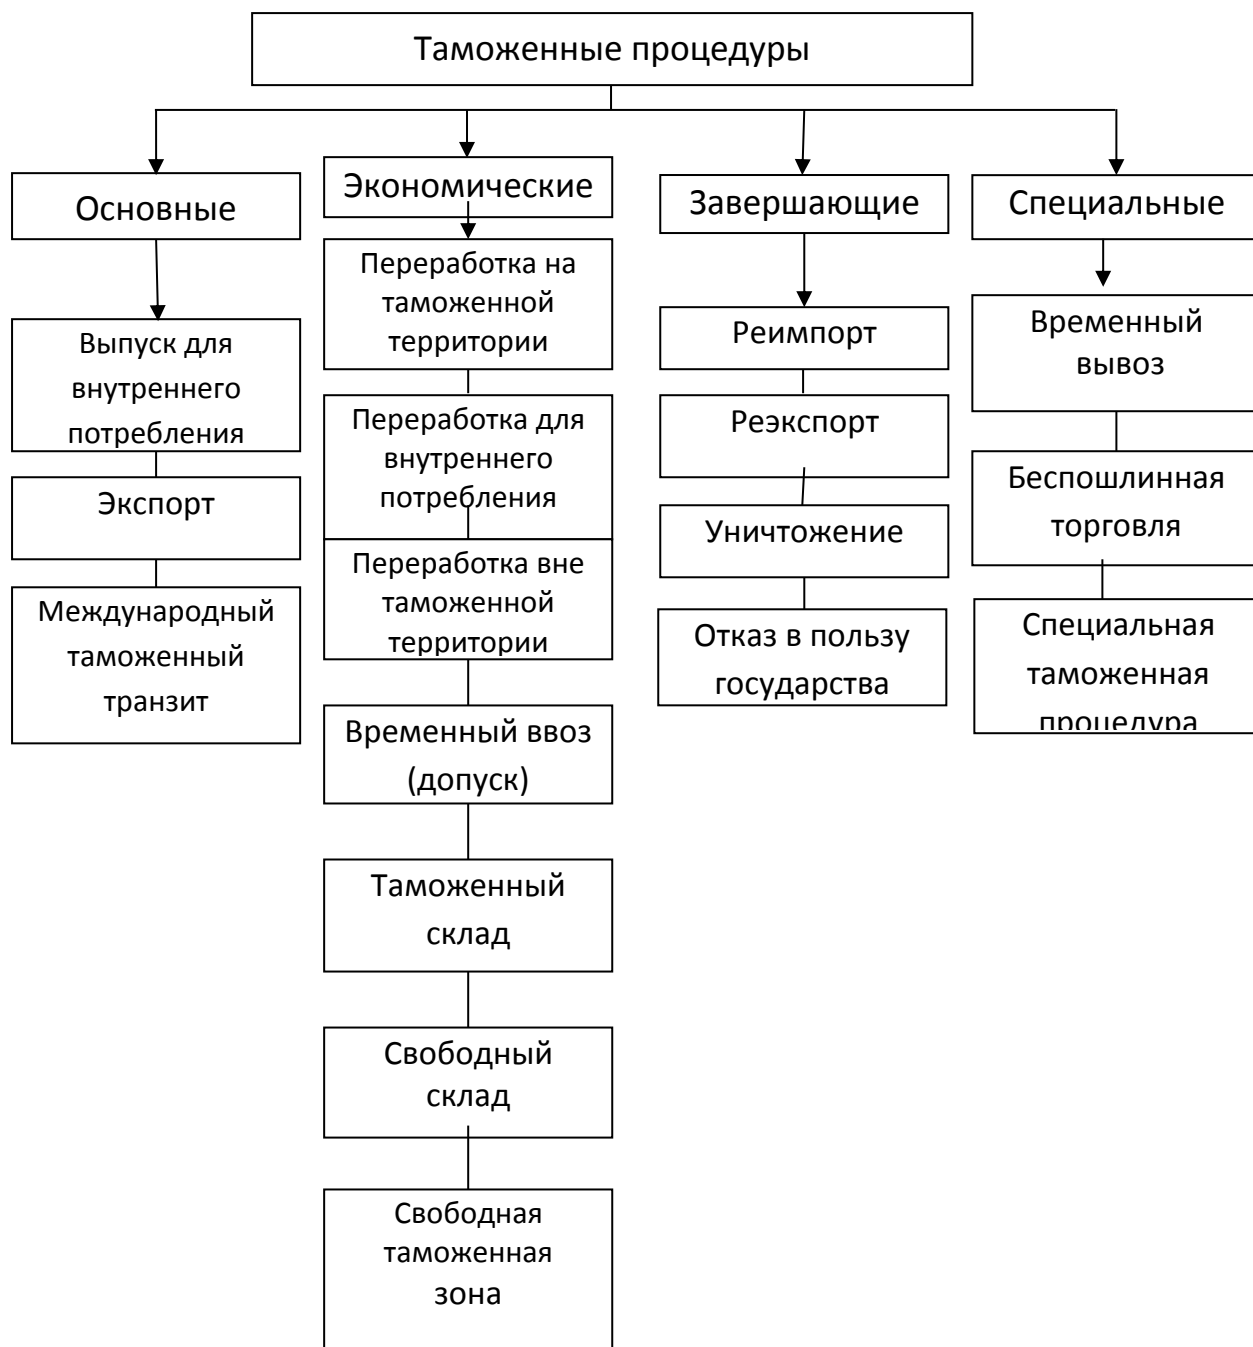 Таможенные процедуры
Основные
Выпуск для
внутреннего
потребления
Экспорт
Международный
таможенный
транзит
Экономические
Переработка на
таможенной
территории
Переработка для
внутреннего
потребления
Переработка вне
таможенной
территории
Временный ввоз
(допуск)
Таможенный
склад
Свободный
склад
Свободная
таможенная
зона
Завершающие
Реимпорт
Реэкспорт
Уничтожение
Отказ в пользу
государства
Специальные
Временный
вывоз
Беспошлинная
торговля
Специальная
таможенная
процедура